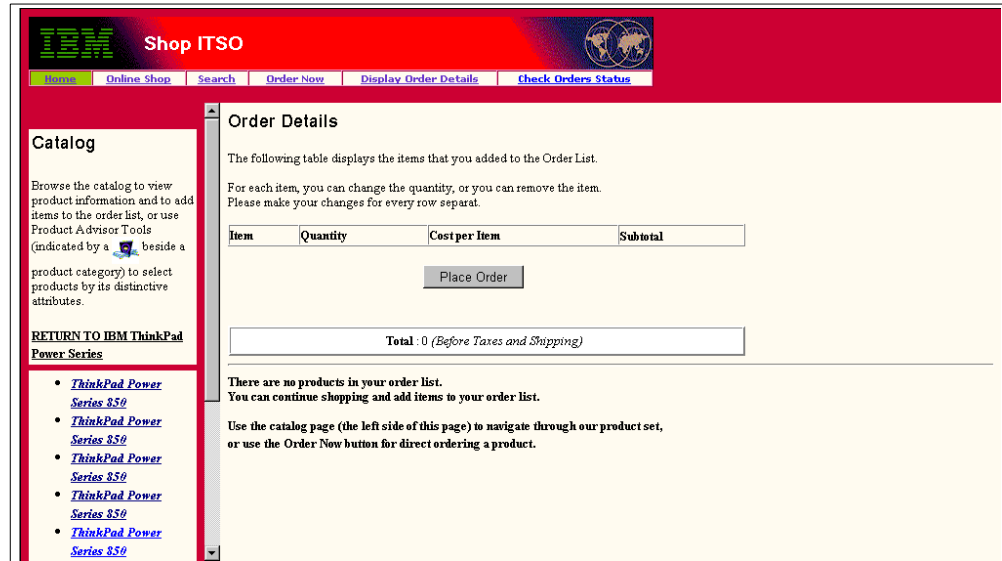 IBM
Shop ITSO
Home Online Shop Search Order Now Display Order Details Check Orders Status
Catalog
Browse the catalog to view
product information and to add
items to the order list, or use
Product Advisor Tools
(indicated by a beside a
product category) to select
products by its distinctive
attributes.
RETURN TO IBM ThinkPad
Power Series
ThinkPad Power
Series 850
ThinkPad Power
Series 850
ThinkPad Power
Series 850
ThinkPad Power
Series 850
ThinkPad Power
Series 850
Order Details
The following table displays the items that you added to the Order List.
For each item, you can change the quantity, or you can remove the item.
Please make your changes for every row separat.
Item Quantity Cost per Item Subtotal
Place Order
Total : 0 (Before Taxes and Shipping)
There are no products in your order list.
You can continue shopping and add items to your order list.
Use the catalog page (the left side of this page) to navigate through our product set,
or use the Order Now button for direct ordering a product.